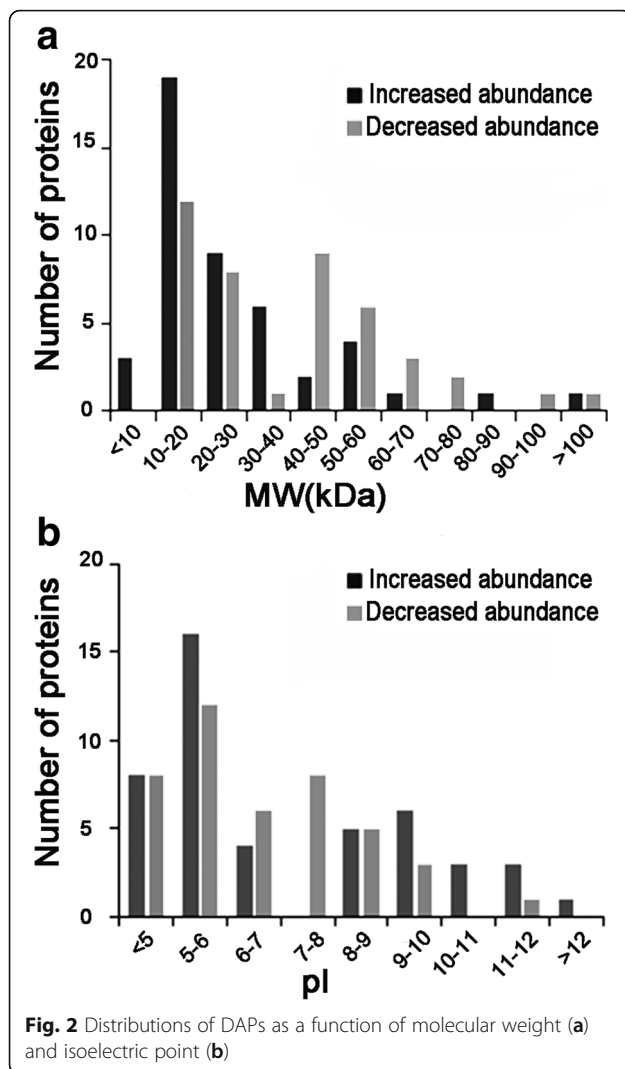 a
20
15
10
5
0
Number of proteins
Increased abundance
Decreased abundance
<10
10-20
20-30
30-40
40-50
50-60
60-70
70-80
80-90
90-100
>100
MW(kDa)
b
20
15
10
5
0
Number of proteins
Increased abundance
Decreased abundance
<5
5-6
6-7
7-8
8-9
9-10
10-11
11-12
>12
pI
Fig. 2 Distributions of DAPs as a function of molecular weight (a)
and isoelectric point (b)